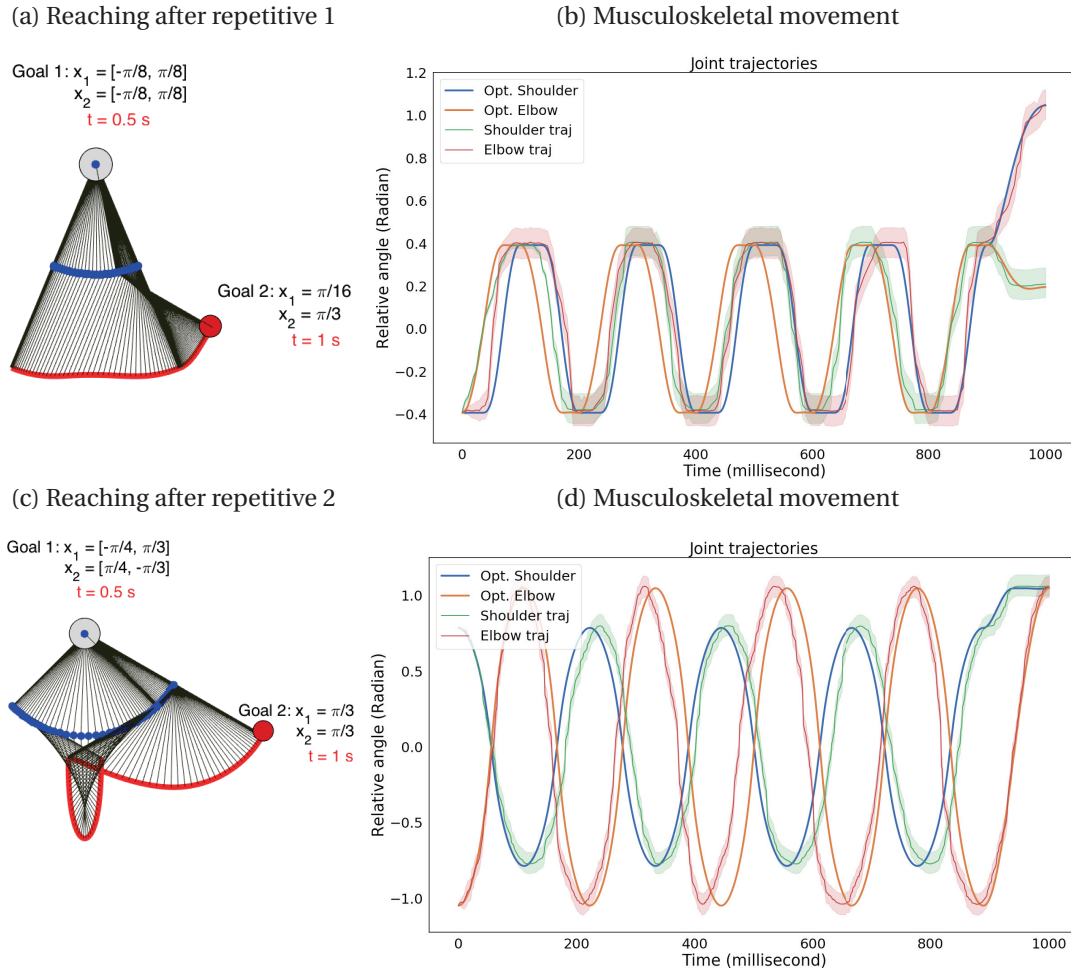 (a) Reaching after repetitive 1
(b) Musculoskeletal movement
Goal 1: x₁ = [-π/8, π/8]
x₂ = [-π/8, π/8]
t = 0.5 s
Goal 2: x₁ = π/16
x₂ = π/3
t = 1 s
Joint trajectories
Opt. Shoulder
Opt. Elbow
Shoulder traj
Elbow traj
Relative angle (Radian)
1.2
1.0
0.8
0.6
0.4
0.2
0.0
−0.2
−0.4
0 200 400 600 800 1000
Time (millisecond)
(c) Reaching after repetitive 2
(d) Musculoskeletal movement
Goal 1: x₁ = [-π/4, π/3]
x₂ = [π/4, -π/3]
t = 0.5 s
Goal 2: x₁ = π/3
x₂ = π/3
t = 1 s
Joint trajectories
Opt. Shoulder
Opt. Elbow
Shoulder traj
Elbow traj
Relative angle (Radian)
1.0
0.5
0.0
−0.5
−1.0
0 200 400 600 800 1000
Time (millisecond)